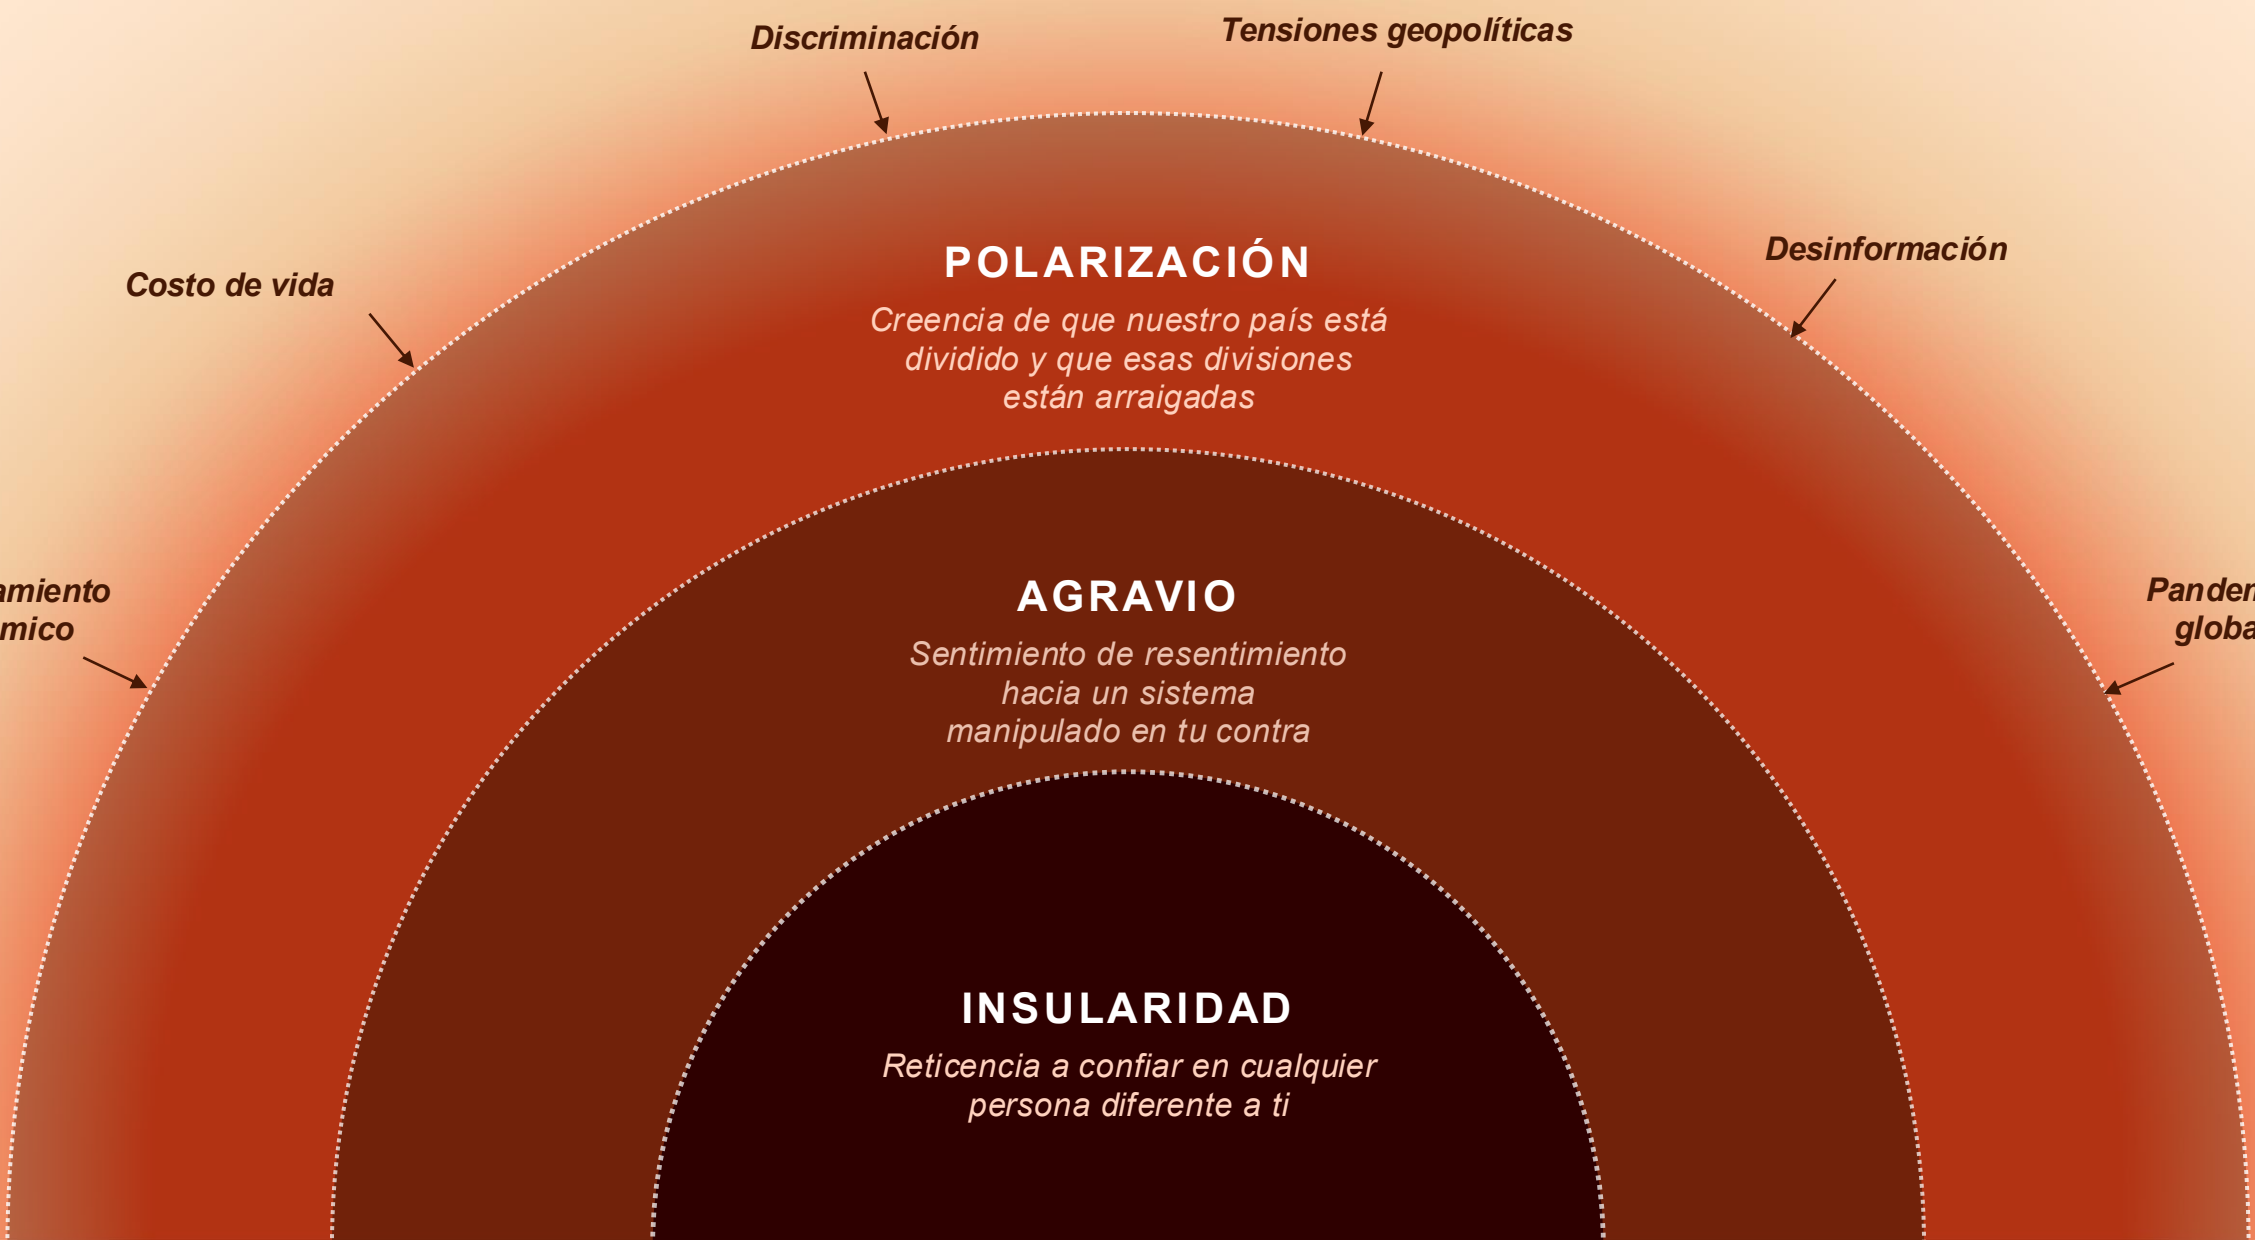 Discriminación
Tensiones geopolíticas
Costo de vida
Desinformación
POLARIZACIÓN
Creencia de que nuestro país está
dividido y que esas divisiones
están arraigadas
AGRAVIO
Sentimiento de resentimiento
hacia un sistema
manipulado en tu contra
INSULARIDAD
Reticencia a confiar en cualquier
persona diferente a ti